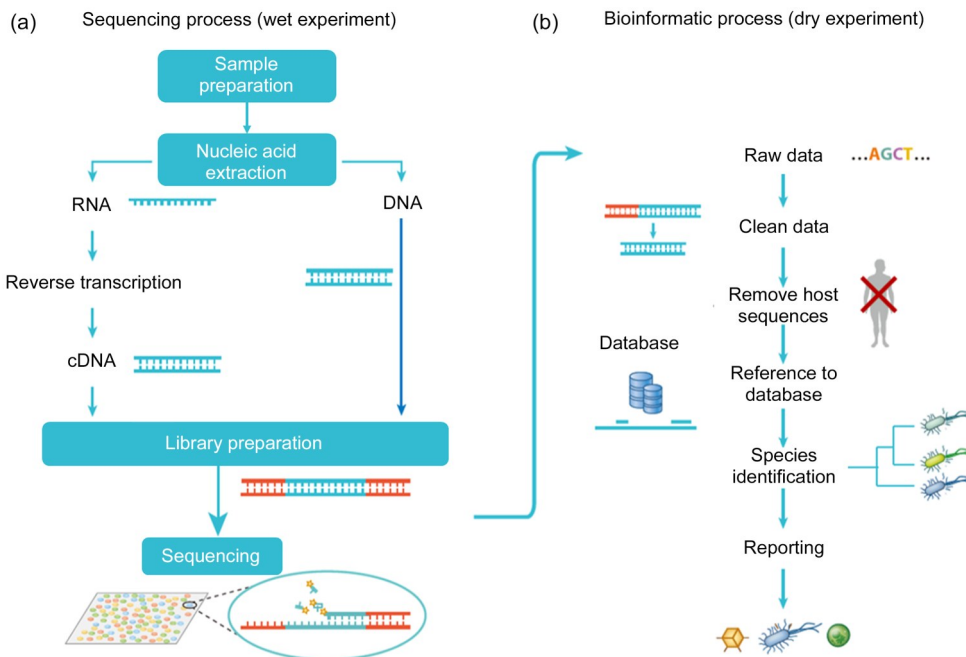 (a)
Sequencing process (wet experiment)
Sample
preparation
Nucleic acid
extraction
RNA
DNA
Reverse transcription
cDNA
Library preparation
Sequencing
(b)
Bioinformatic process (dry experiment)
Raw data
...AGCT...
Clean data
Remove host
sequences
Database
Reference to
database
Species
identification
Reporting